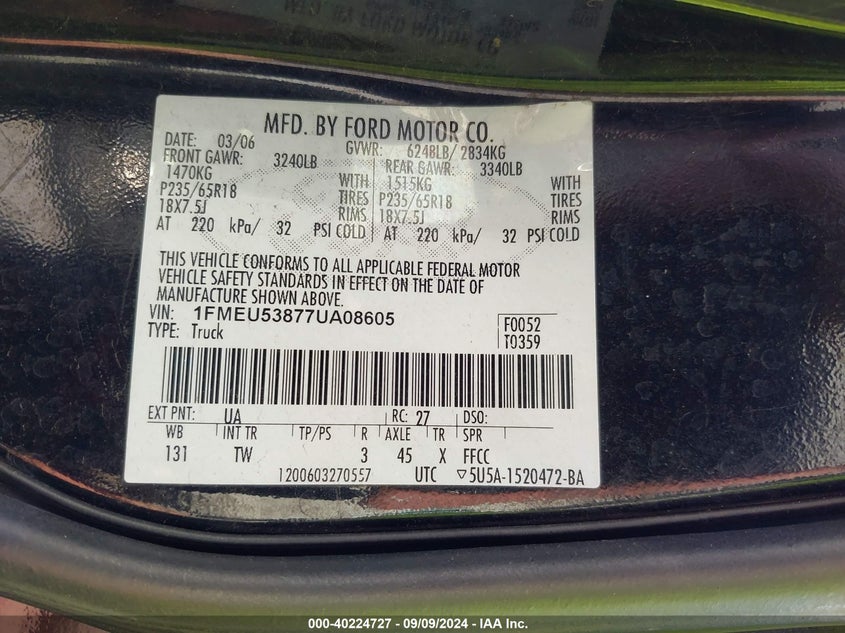 MFD. BY FORD MOTOR CO.
DATE: 03/06 GVWR: 6248LB/ 2834KG
FRONT GAWR: 3240LB REAR GAWR: 3340LB
1470KG WITH 1515KG WITH
P235/65R18 TIRES P235/65R18 TIRES
18X7.5J RIMS 18X7.5J RIMS
AT 220 kPa/ 32 PSI COLD AT 220 kPa/ 32 PSI COLD
THIS VEHICLE CONFORMS TO ALL APPLICABLE FEDERAL MOTOR
VEHICLE SAFETY STANDARDS IN EFFECT ON THE DATE OF
MANUFACTURE SHOWN ABOVE.
VIN: 1FMEU53877UA08605
TYPE: Truck
F0052
T0359
EXT PNT: UA RC: 27 DSO:
WB INT TR TP/PS R AXLE TR SPR
131 TW 3 45 X FFCC
1200603270557 UTC ▽5U5A-1520472-BA
000-40224727 - 09/09/2024 - IAA Inc.